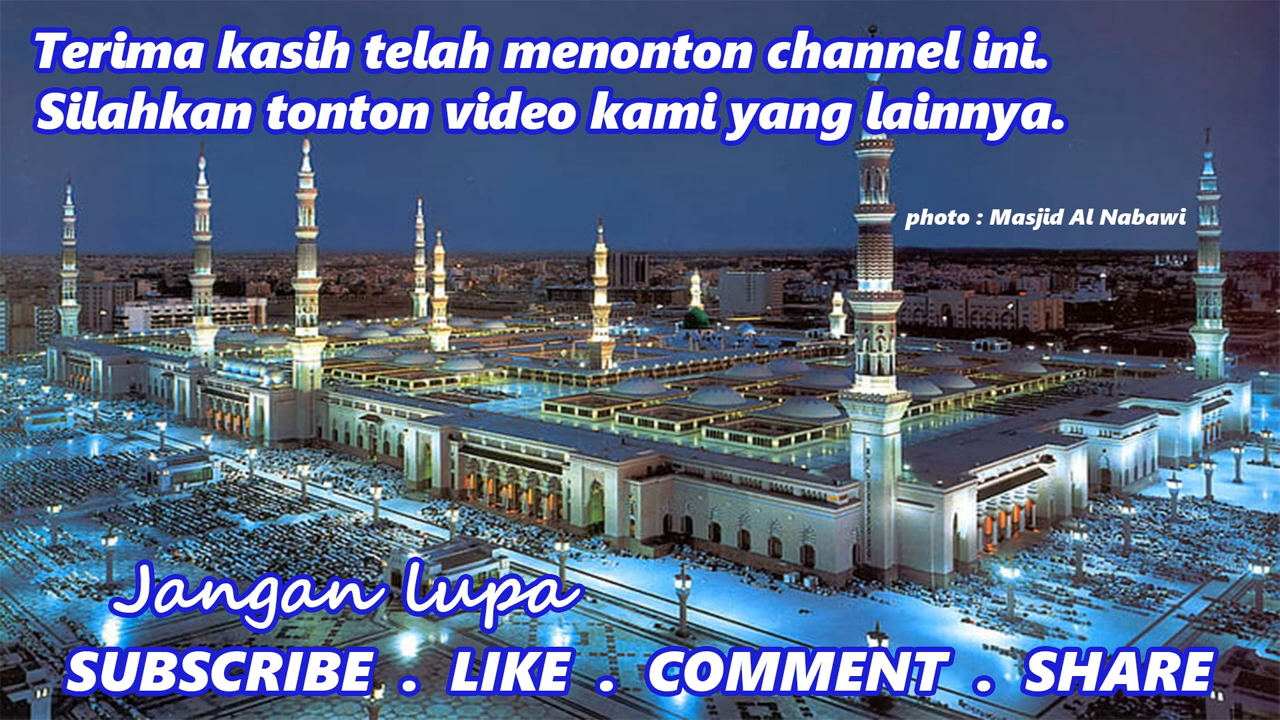 Terima kasih telah menonton channel ini.
Silahkan tonton video kami yang lainnya.
photo : Masjid Al Nabawi
Jangan lupa
SUBSCRIBE . LIKE . COMMENT . SHARE